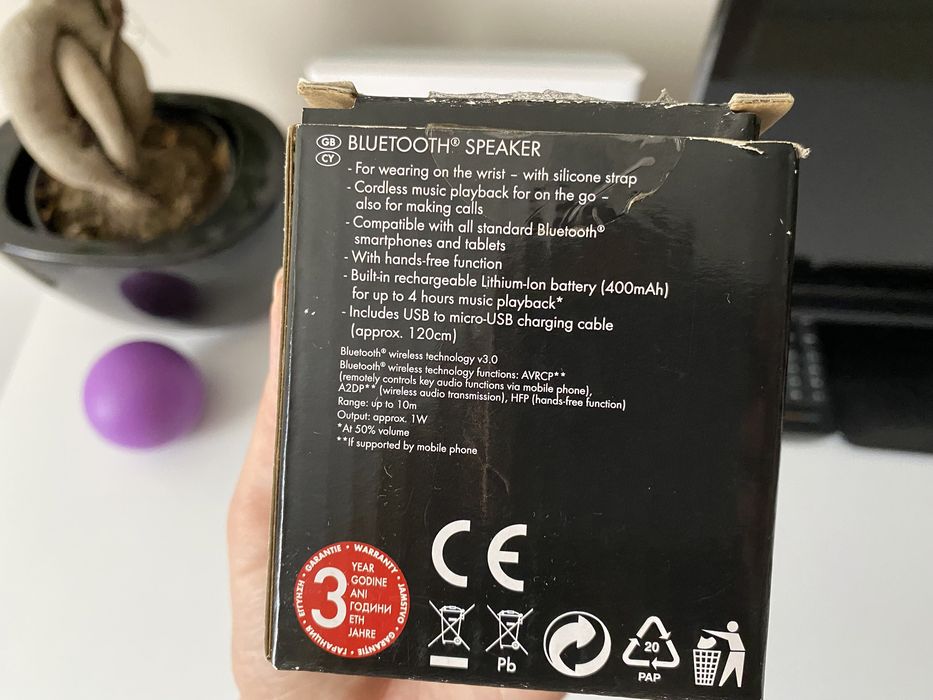 GB
CY
BLUETOOTH® SPEAKER
- For wearing on the wrist – with silicone strap
- Cordless music playback for on the go –
also for making calls
- Compatible with all standard Bluetooth®
smartphones and tablets
- With hands-free function
- Built-in rechargeable Lithium-Ion battery (400mAh)
for up to 4 hours music playback*
- Includes USB to micro-USB charging cable
(approx. 120cm)
Bluetooth® wireless technology v3.0
Bluetooth® wireless technology functions: AVRCP**
(remotely controls key audio functions via mobile phone),
A2DP** (wireless audio transmission), HFP (hands-free function)
Range: up to 10m
Output: approx. 1W
*At 50% volume
**If supported by mobile phone
GARANTIE • WARRANTY • JAMSTVO • GARANȚIE • ГАРАНЦИЯ • ΕΓΓΥΗΣΗ •
3
YEAR
GODINE
ANI
ГОДИНИ
ΕΤΗ
JAHRE
CE
Pb
20
PAP